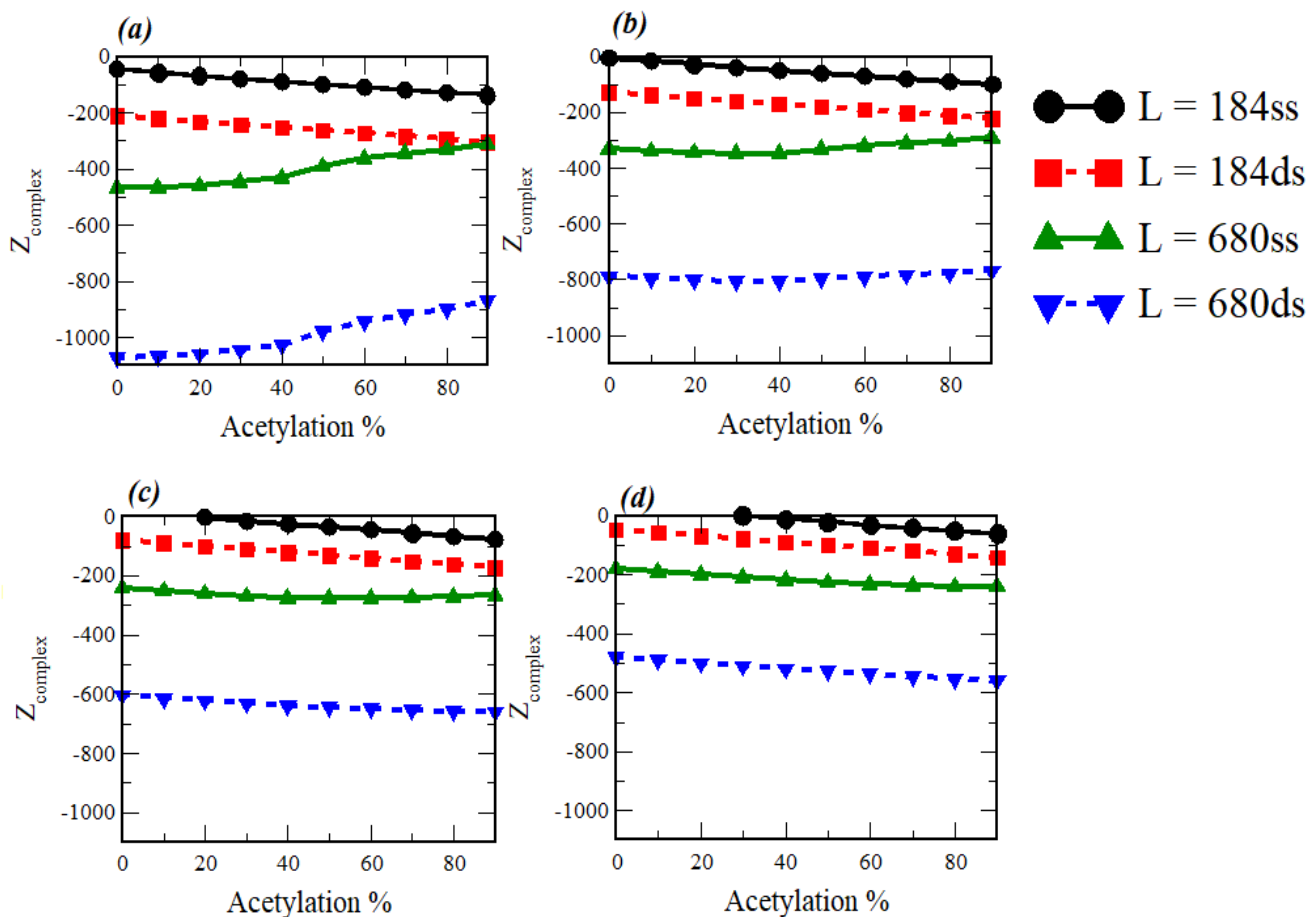 (a)
0
-200
-400
-600
-800
-1000
Z_complex
0 20 40 60 80
Acetylation %
(b)
0
-200
-400
-600
-800
-1000
Z_complex
0 20 40 60 80
Acetylation %
L = 184ss
L = 184ds
L = 680ss
L = 680ds
(c)
0
-200
-400
-600
-800
-1000
Z_complex
0 20 40 60 80
Acetylation %
(d)
0
-200
-400
-600
-800
-1000
Z_complex
0 20 40 60 80
Acetylation %